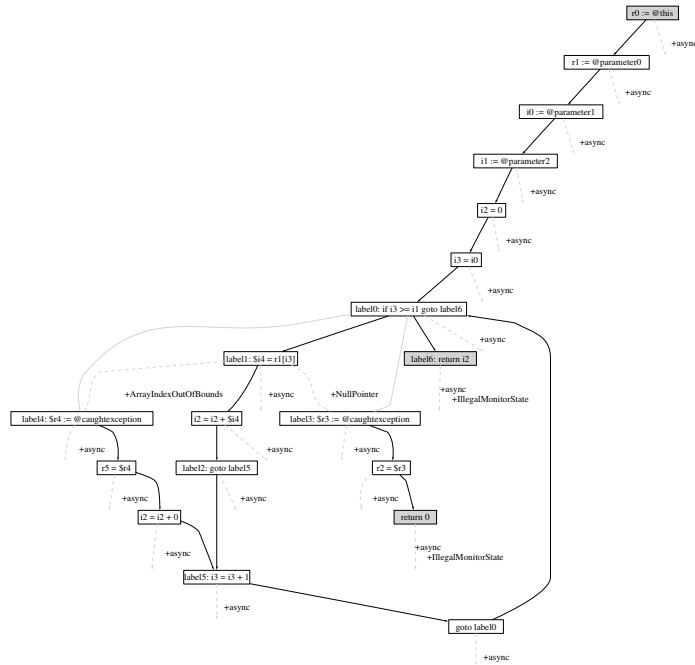 r0 := @this
+async
r1 := @parameter0
+async
i0 := @parameter1
+async
i1 := @parameter2
+async
i2 = 0
+async
i3 = i0
+async
label0: if i3 >= i1 goto label6
+async
label1: $i4 = r1[i3]
label6: return i2
+ArrayIndexOutOfBounds
+async
+NullPointer
+async
+IllegalMonitorState
label4: $r4 := @caughtexception
i2 = i2 + $i4
label3: $r3 := @caughtexception
+async
+async
+async
r5 = $r4
label2: goto label5
r2 = $r3
+async
+async
+async
i2 = i2 + 0
return 0
+async
+async
+IllegalMonitorState
label5: i3 = i3 + 1
+async
goto label0
+async